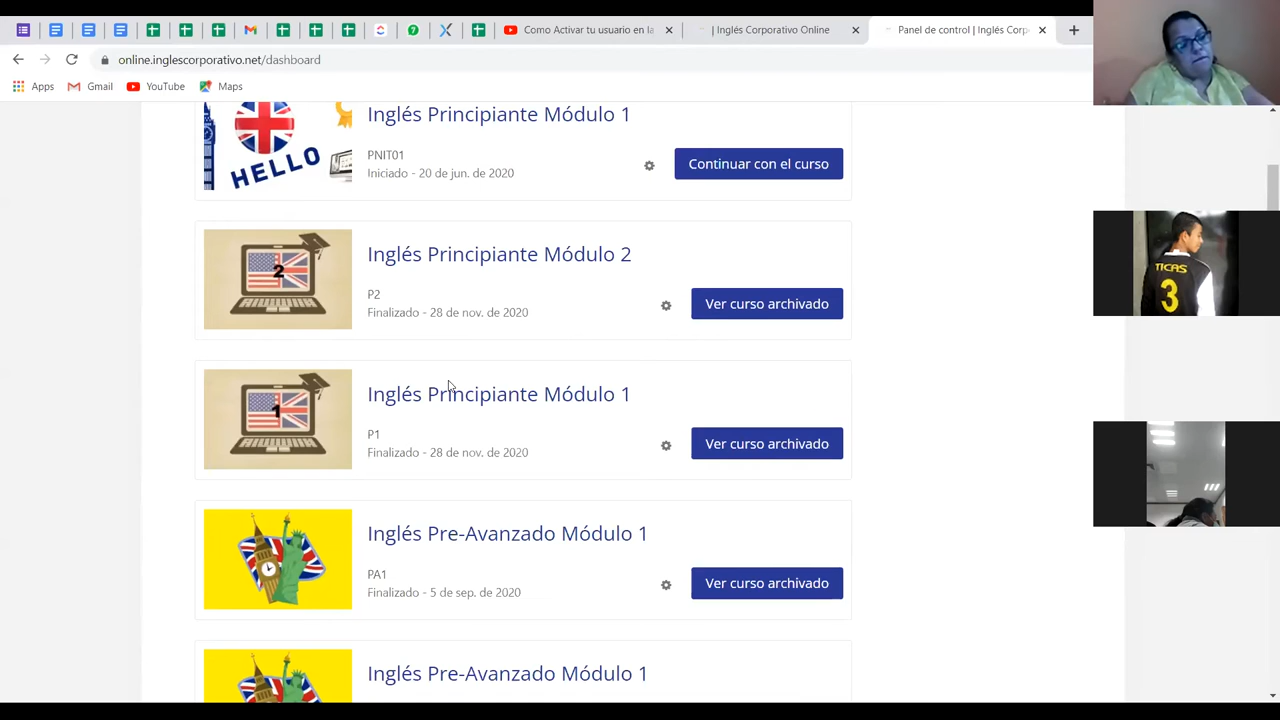 Como Activar tu usuario en la
| Inglés Corporativo Online
Panel de control | Inglés Corp
online.inglescorporativo.net/dashboard
Apps
Gmail
YouTube
Maps
HELLO
Inglés Principiante Módulo 1
PNIT01
Iniciado - 20 de jun. de 2020
Continuar con el curso
2
Inglés Principiante Módulo 2
P2
Finalizado - 28 de nov. de 2020
Ver curso archivado
1
Inglés Principiante Módulo 1
P1
Finalizado - 28 de nov. de 2020
Ver curso archivado
Inglés Pre-Avanzado Módulo 1
PA1
Finalizado - 5 de sep. de 2020
Ver curso archivado
Inglés Pre-Avanzado Módulo 1
TICAS
3